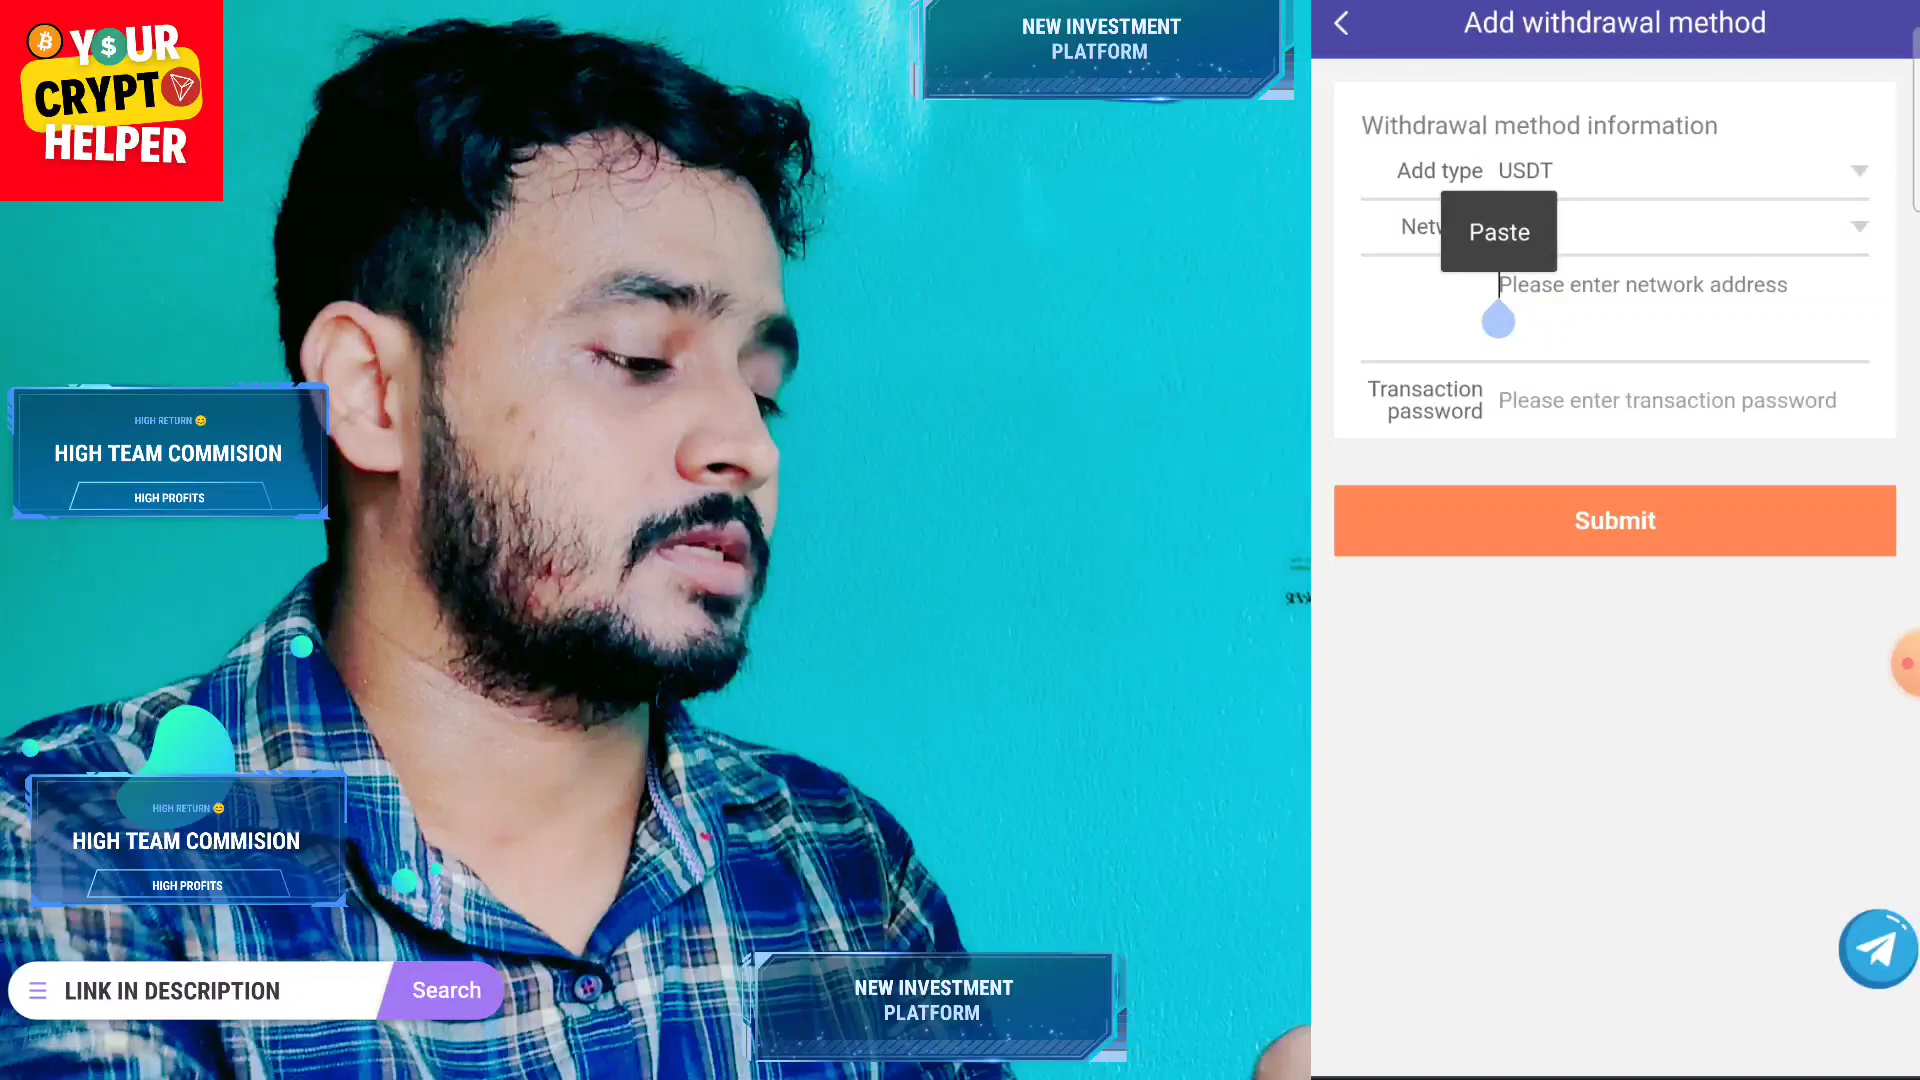 YOUR
CRYPTO
HELPER
NEW INVESTMENT
PLATFORM
HIGH RETURN 😊
HIGH TEAM COMMISION
HIGH PROFITS
HIGH RETURN 😊
HIGH TEAM COMMISION
HIGH PROFITS
☰ LINK IN DESCRIPTION
Search
NEW INVESTMENT
PLATFORM
Add withdrawal method
Withdrawal method information
Add type USDT
Netw
Paste
Please enter network address
Transaction
password
Please enter transaction password
Submit